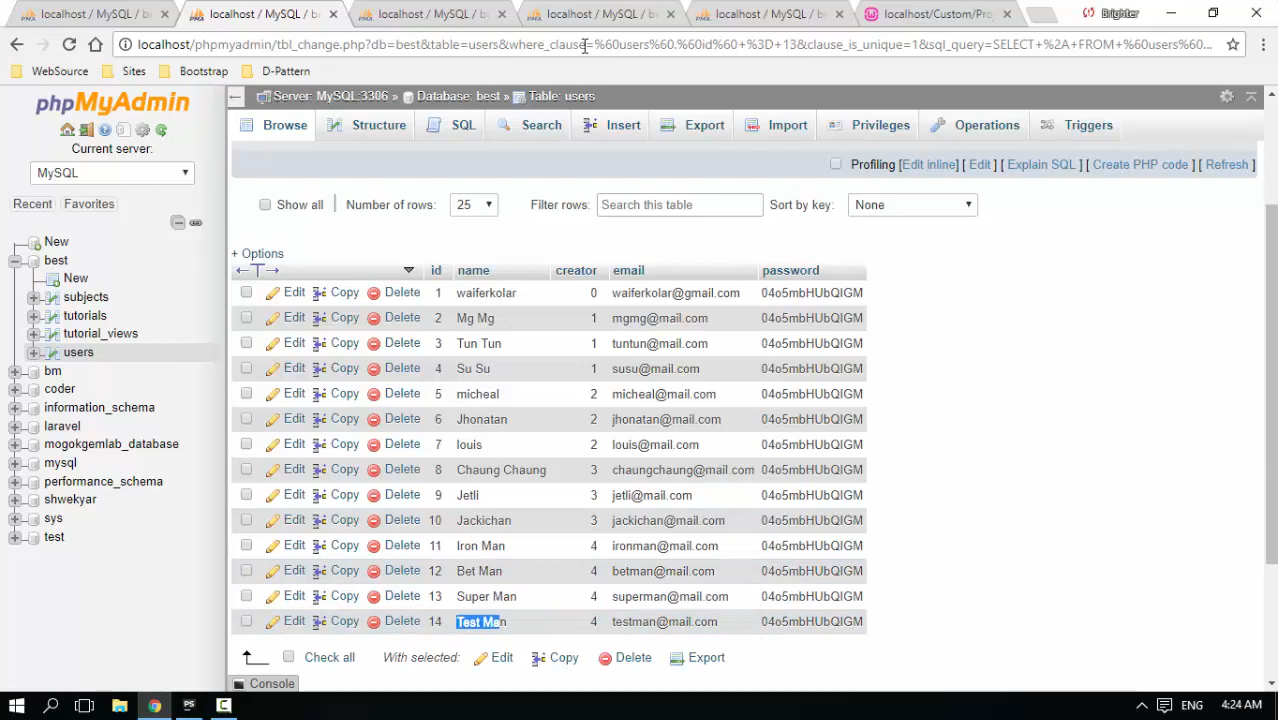 localhost / MySQL
localhost / MySQL
localhost / MySQL
localhost / MySQL
localhost / MySQL
localhost/Custom/Pro
Brighter
localhost/phpmyadmin/tbl_change.php?db=best&table=users&where_clause=%60users%60.%60id%60+%3D+13&clause_is_unique=1&sql_query=SELECT+%2A+FROM+%60users%60...
WebSource Sites Bootstrap D-Pattern
phpMyAdmin
Current server:
MySQL
Recent Favorites
New
best
New
subjects
tutorials
tutorial_views
users
bm
coder
information_schema
laravel
mogokgemlab_database
mysql
performance_schema
shwekyar
sys
test
Server: MySQL:3306 » Database: best » Table: users
Browse Structure SQL Search Insert Export Import Privileges Operations Triggers
Profiling [Edit inline] [ Edit ] [ Explain SQL ] [ Create PHP code ] [ Refresh ]
Show all Number of rows: 25 Filter rows: Search this table Sort by key: None
+ Options
id name creator email password
Edit Copy Delete 1 waiferkolar 0 waiferkolar@gmail.com 04o5mbHUbQIGM
Edit Copy Delete 2 Mg Mg 1 mgmg@mail.com 04o5mbHUbQIGM
Edit Copy Delete 3 Tun Tun 1 tuntun@mail.com 04o5mbHUbQIGM
Edit Copy Delete 4 Su Su 1 susu@mail.com 04o5mbHUbQIGM
Edit Copy Delete 5 micheal 2 micheal@mail.com 04o5mbHUbQIGM
Edit Copy Delete 6 Jhonatan 2 jhonatan@mail.com 04o5mbHUbQIGM
Edit Copy Delete 7 louis 2 louis@mail.com 04o5mbHUbQIGM
Edit Copy Delete 8 Chaung Chaung 3 chaungchaung@mail.com 04o5mbHUbQIGM
Edit Copy Delete 9 Jetli 3 jetli@mail.com 04o5mbHUbQIGM
Edit Copy Delete 10 Jackichan 3 jackichan@mail.com 04o5mbHUbQIGM
Edit Copy Delete 11 Iron Man 4 ironman@mail.com 04o5mbHUbQIGM
Edit Copy Delete 12 Bet Man 4 betman@mail.com 04o5mbHUbQIGM
Edit Copy Delete 13 Super Man 4 superman@mail.com 04o5mbHUbQIGM
Edit Copy Delete 14 Test Man 4 testman@mail.com 04o5mbHUbQIGM
Check all With selected: Edit Copy Delete Export
Console
ENG 4:24 AM